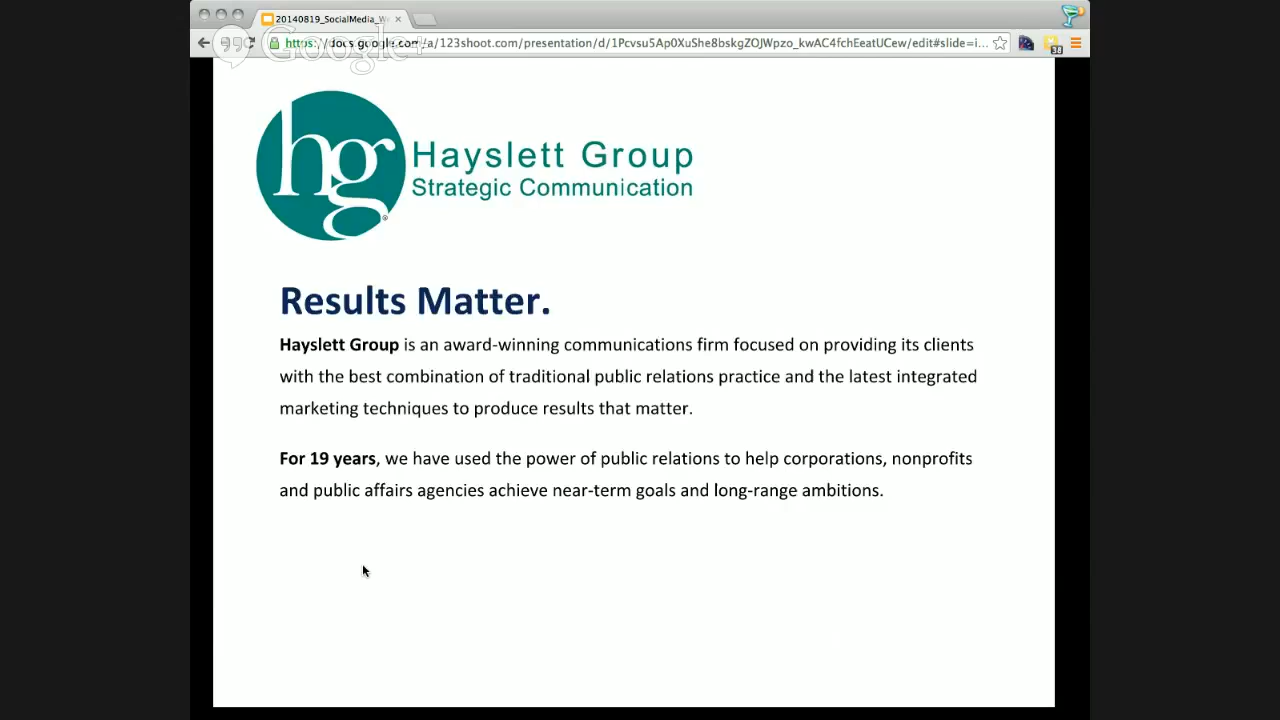 20140819_SocialMedia_W
https://docs.google.com/a/123shoot.com/presentation/d/1Pcvsu5Ap0XuShe8bskgZOJWpzo_kwAC4fchEeatUCew/edit#slide=i...
Google+
38
hg
®
Hayslett Group
Strategic Communication
Results Matter.
Hayslett Group is an award-winning communications firm focused on providing its clients
with the best combination of traditional public relations practice and the latest integrated
marketing techniques to produce results that matter.
For 19 years, we have used the power of public relations to help corporations, nonprofits
and public affairs agencies achieve near-term goals and long-range ambitions.